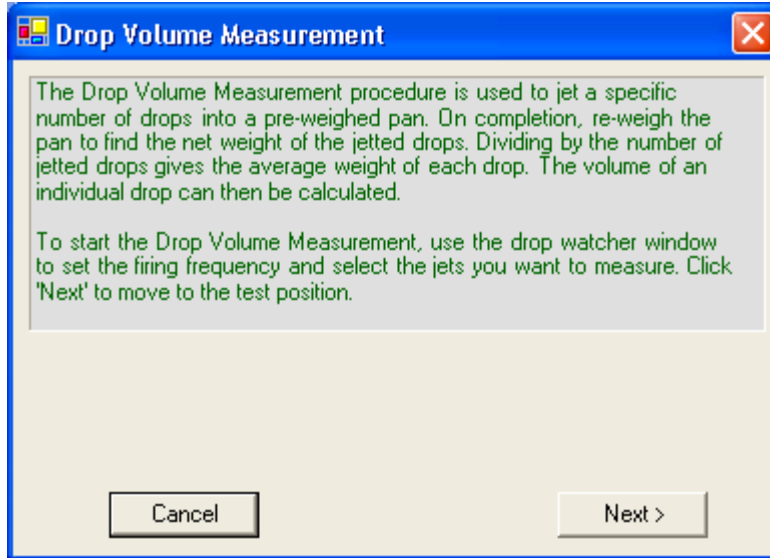 Drop Volume Measurement
The Drop Volume Measurement procedure is used to jet a specific
number of drops into a pre-weighed pan. On completion, re-weigh the
pan to find the net weight of the jetted drops. Dividing by the number of
jetted drops gives the average weight of each drop. The volume of an
individual drop can then be calculated.
To start the Drop Volume Measurement, use the drop watcher window
to set the firing frequency and select the jets you want to measure. Click
'Next' to move to the test position.
Cancel
Next >